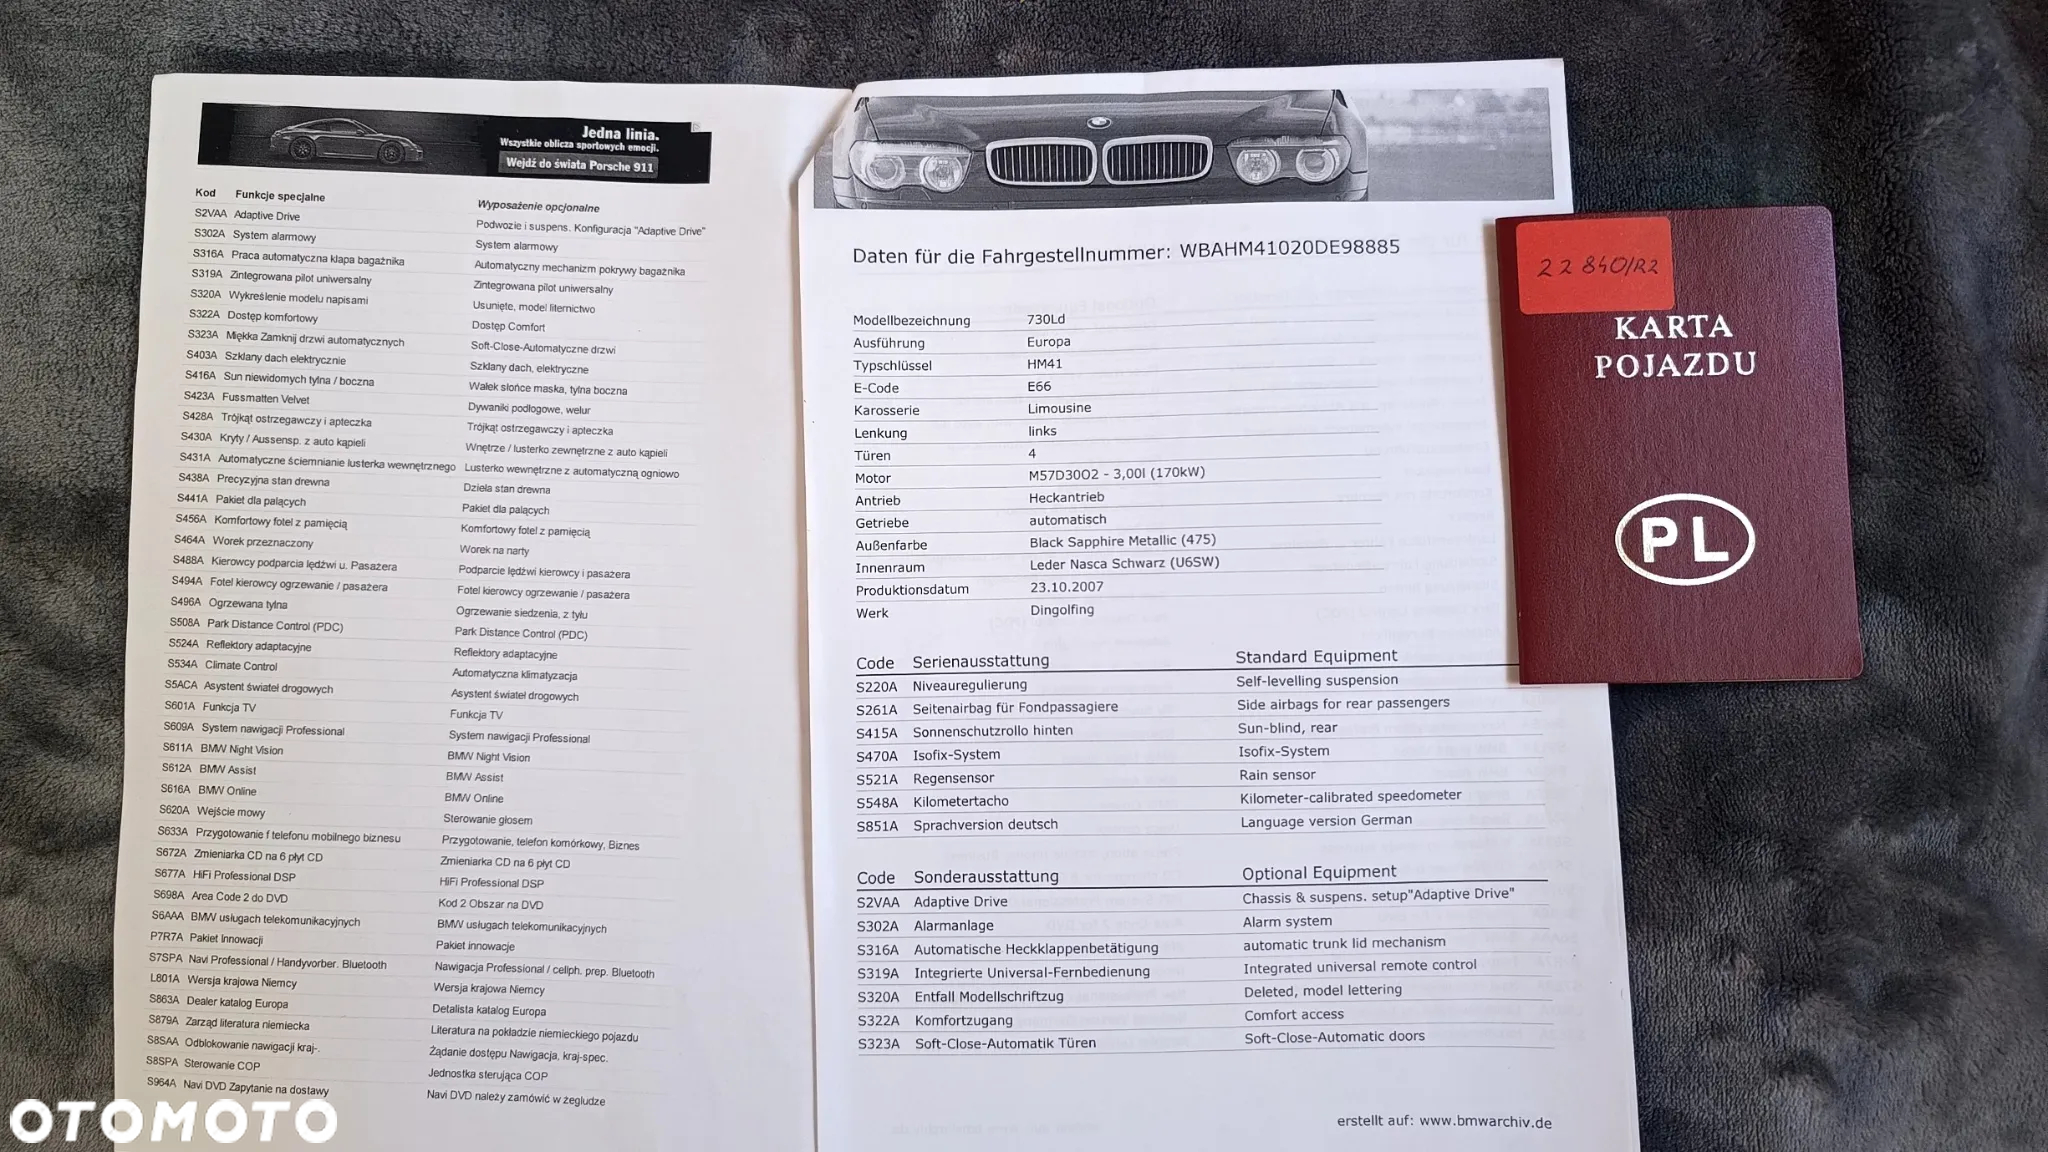 Jedna linia.
Wszystkie oblicza sportowych emocji.
Wejdź do świata Porsche 911
Kod Funkcje specjalne Wyposażenie opcjonalne
S2VAA Adaptive Drive Podwozie i suspens. Konfiguracja "Adaptive Drive"
S302A System alarmowy System alarmowy
S316A Praca automatyczna klapa bagażnika Automatyczny mechanizm pokrywy bagażnika
S319A Zintegrowana pilot uniwersalny Zintegrowana pilot uniwersalny
S320A Wykreślenie modelu napisami Usunięte, model liternictwo
S322A Dostęp komfortowy Dostęp Comfort
S323A Miękka Zamknij drzwi automatycznych Soft-Close-Automatyczne drzwi
S403A Szklany dach elektrycznie Szklany dach, elektryczne
S416A Sun niewidomych tylna / boczna Wałek słońce maska, tylna boczna
S423A Fussmatten Velvet Dywaniki podłogowe, welur
S428A Trójkąt ostrzegawczy i apteczka Trójkąt ostrzegawczy i apteczka
S430A Kryty / Aussensp. z auto kąpieli Wnętrze / lusterko zewnętrzne z auto kąpieli
S431A Automatyczne ściemnianie lusterka wewnętrznego Lusterko wewnętrzne z automatyczną ogniowo
S438A Precyzyjna stan drewna Dzieła stan drewna
S441A Pakiet dla palących Pakiet dla palących
S456A Komfortowy fotel z pamięcią Komfortowy fotel z pamięcią
S464A Worek przeznaczony Worek na narty
S488A Kierowcy podparcia lędźwi u. Pasażera Podparcie lędźwi kierowcy i pasażera
S494A Fotel kierowcy ogrzewanie / pasażera Fotel kierowcy ogrzewanie / pasażera
S496A Ogrzewana tylna Ogrzewanie siedzenia, z tyłu
S508A Park Distance Control (PDC) Park Distance Control (PDC)
S524A Reflektory adaptacyjne Reflektory adaptacyjne
S534A Climate Control Automatyczna klimatyzacja
S5ACA Asystent świateł drogowych Asystent świateł drogowych
S601A Funkcja TV Funkcja TV
S609A System nawigacji Professional System nawigacji Professional
S611A BMW Night Vision BMW Night Vision
S612A BMW Assist BMW Assist
S616A BMW Online BMW Online
S620A Wejście mowy Sterowanie głosem
S633A Przygotowanie f telefonu mobilnego biznesu Przygotowanie, telefon komórkowy, Biznes
S672A Zmieniarka CD na 6 płyt CD Zmieniarka CD na 6 płyt CD
S677A HiFi Professional DSP HiFi Professional DSP
S698A Area Code 2 do DVD Kod 2 Obszar na DVD
S6AAA BMW usługach telekomunikacyjnych BMW usługach telekomunikacyjnych
P7R7A Pakiet Innowacji Pakiet innowacje
S7SPA Navi Professional / Handyvorber. Bluetooth Nawigacja Professional / cellph. prep. Bluetooth
L801A Wersja krajowa Niemcy Wersja krajowa Niemcy
S863A Dealer katalog Europa Detalista katalog Europa
S879A Zarząd literatura niemiecka Literatura na pokładzie niemieckiego pojazdu
S8SAA Odblokowanie nawigacji kraj-. Żądanie dostępu Nawigacja, kraj-spec.
S8SPA Sterowanie COP Jednostka sterująca COP
S964A Navi DVD Zapytanie na dostawy Navi DVD należy zamówić w żegludze
OTOMOTO
Daten für die Fahrgestellnummer: WBAHM41020DE98885
Modellbezeichnung 730Ld
Ausführung Europa
Typschlüssel HM41
E-Code E66
Karosserie Limousine
Lenkung links
Türen 4
Motor M57D30O2 - 3,00l (170kW)
Antrieb Heckantrieb
Getriebe automatisch
Außenfarbe Black Sapphire Metallic (475)
Innenraum Leder Nasca Schwarz (U6SW)
Produktionsdatum 23.10.2007
Werk Dingolfing
Code Serienausstattung Standard Equipment
S220A Niveauregulierung Self-levelling suspension
S261A Seitenairbag für Fondpassagiere Side airbags for rear passengers
S415A Sonnenschutzrollo hinten Sun-blind, rear
S470A Isofix-System Isofix-System
S521A Regensensor Rain sensor
S548A Kilometertacho Kilometer-calibrated speedometer
S851A Sprachversion deutsch Language version German
Code Sonderausstattung Optional Equipment
S2VAA Adaptive Drive Chassis & suspens. setup"Adaptive Drive"
S302A Alarmanlage Alarm system
S316A Automatische Heckklappenbetätigung automatic trunk lid mechanism
S319A Integrierte Universal-Fernbedienung Integrated universal remote control
S320A Entfall Modellschriftzug Deleted, model lettering
S322A Komfortzugang Comfort access
S323A Soft-Close-Automatik Türen Soft-Close-Automatic doors
erstellt auf: www.bmwarchiv.de
22840/R2
KARTA
POJAZDU
PL